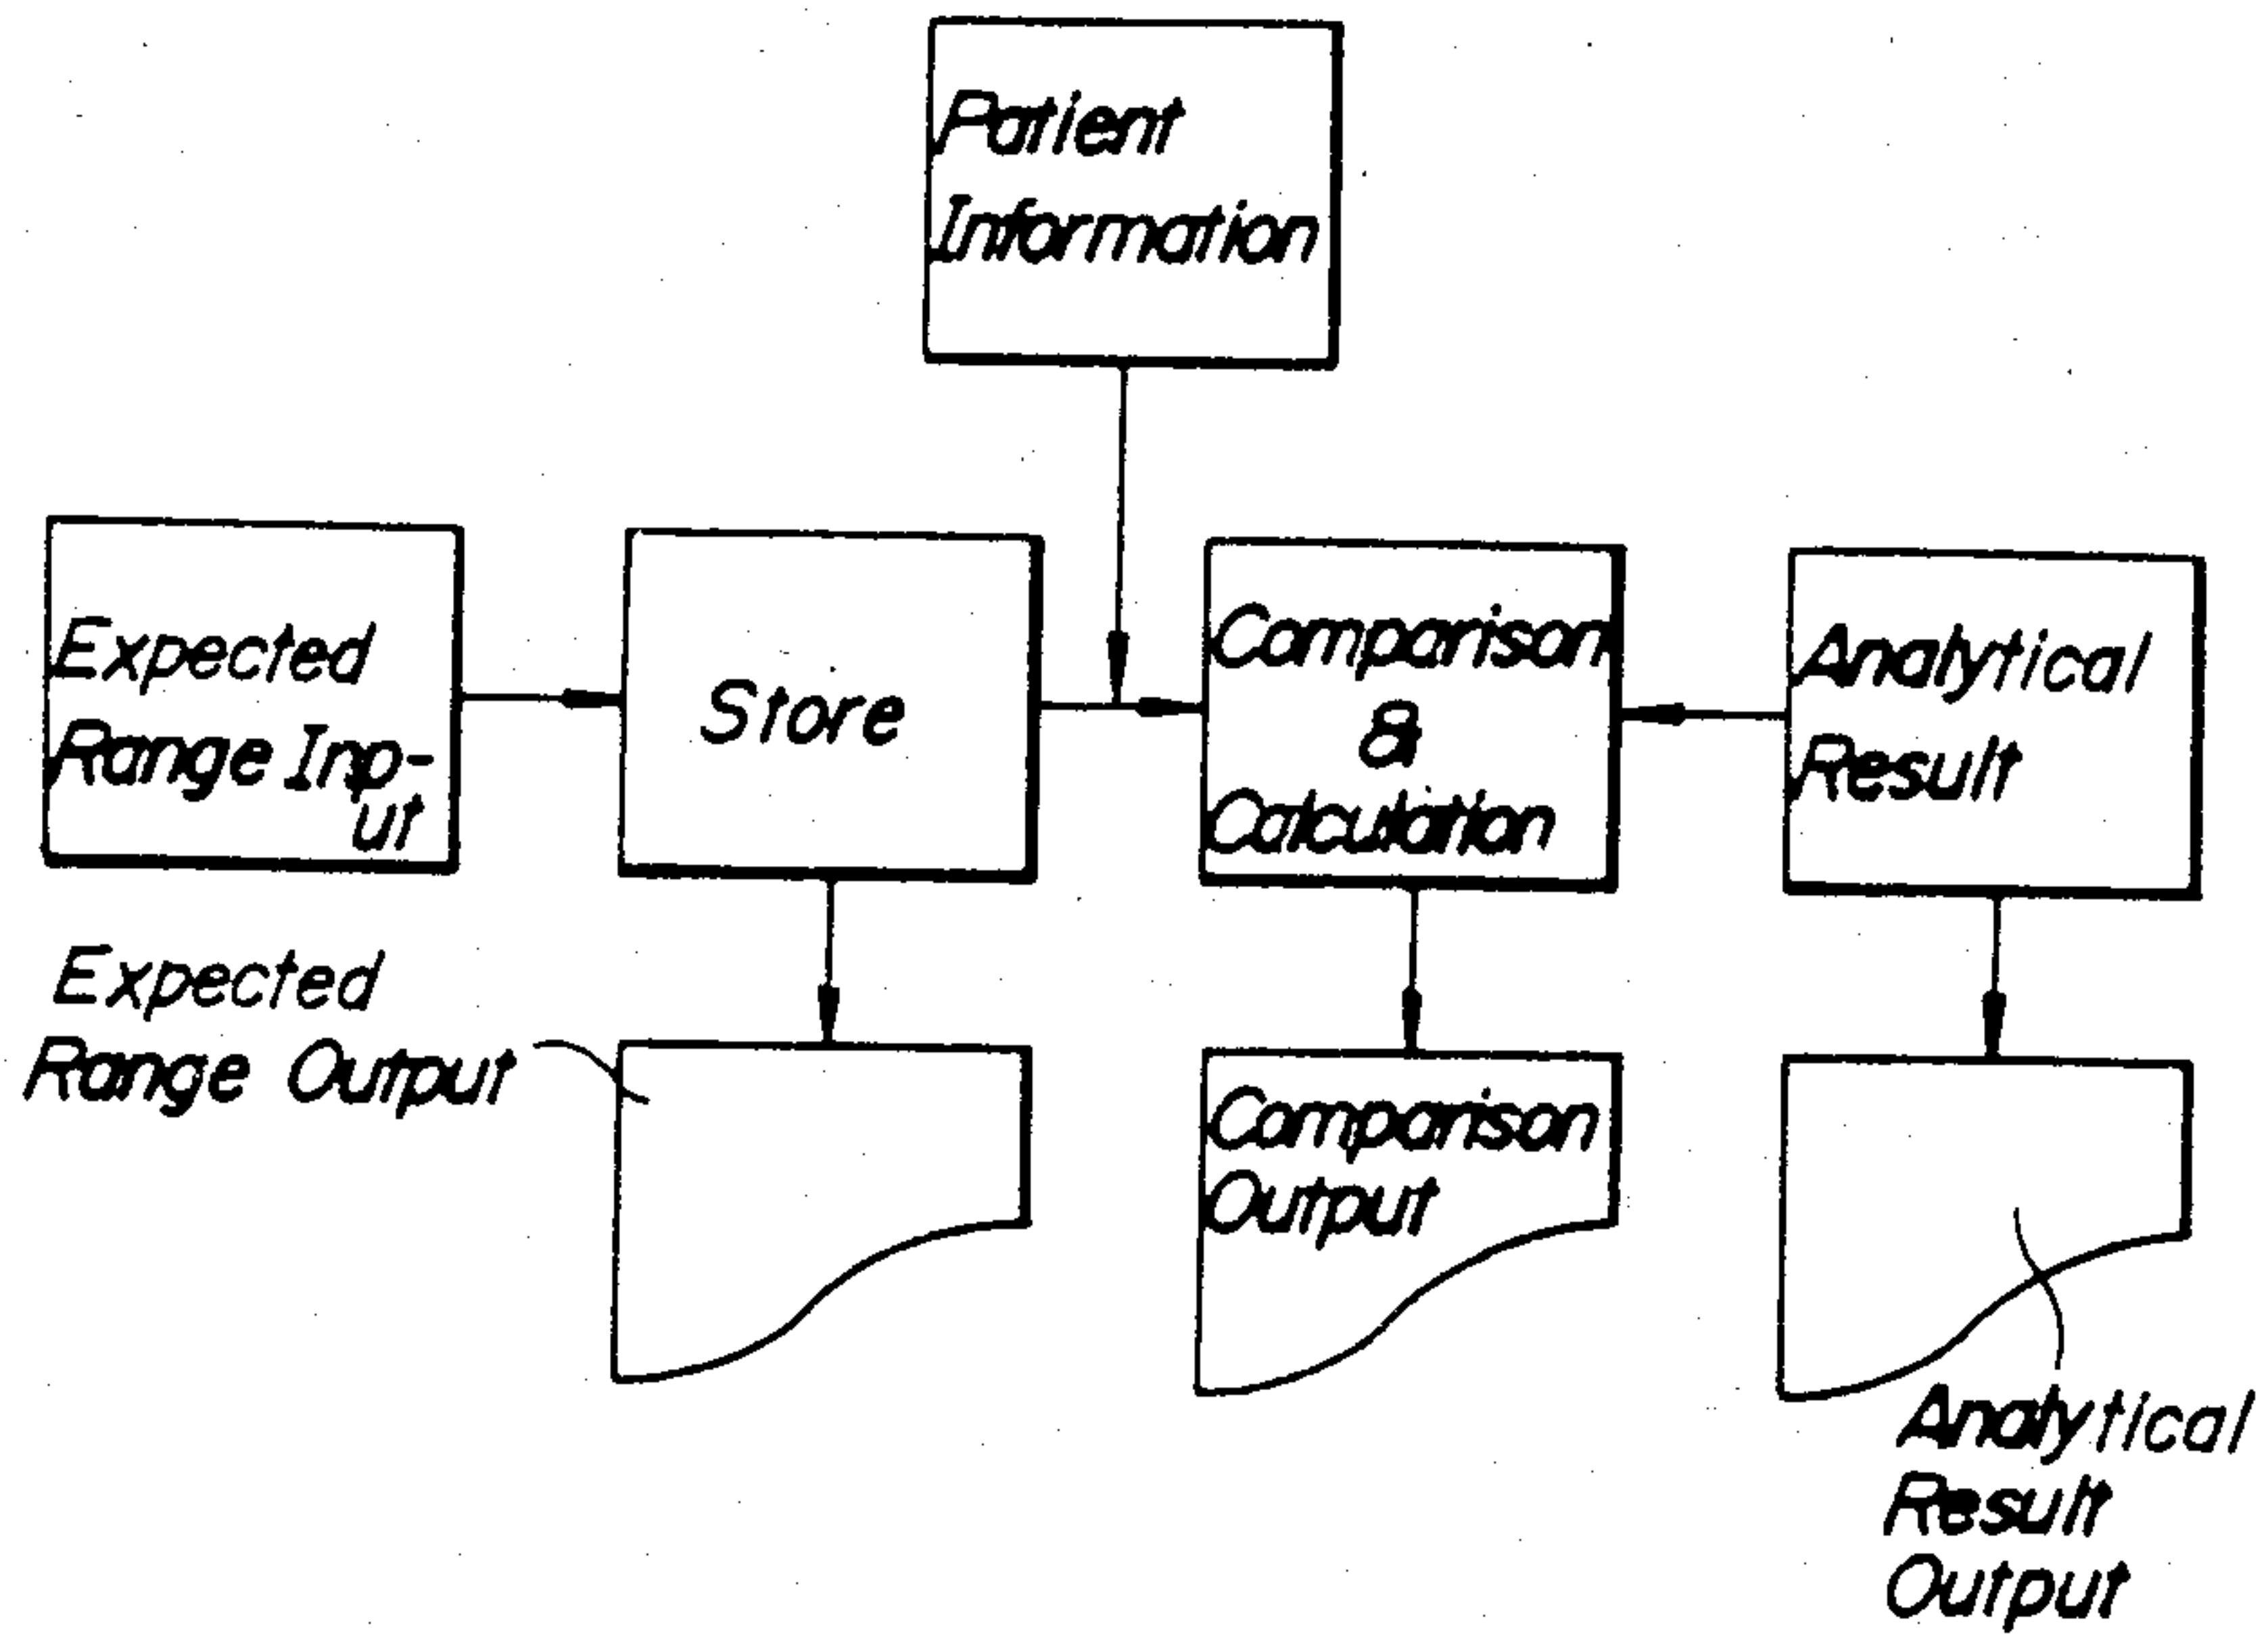 Patient
Information
Expected
Range Inp-
ut
Store
Comparison
&
Calculation
Analytical
Result
Expected
Range Output
Comparison
Output
Analytical
Result
Output